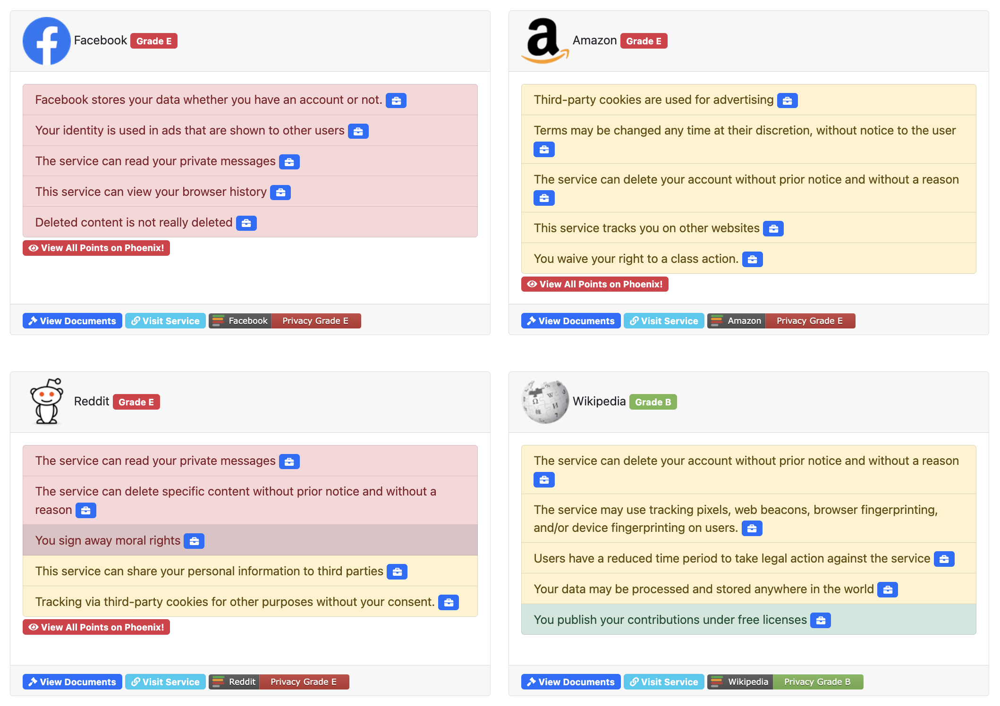 Facebook Grade E
Facebook stores your data whether you have an account or not.
Your identity is used in ads that are shown to other users
The service can read your private messages
This service can view your browser history
Deleted content is not really deleted
View All Points on Phoenix!
View Documents Visit Service Facebook Privacy Grade E
a Amazon Grade E
Third-party cookies are used for advertising
Terms may be changed any time at their discretion, without notice to the user
The service can delete your account without prior notice and without a reason
This service tracks you on other websites
You waive your right to a class action.
View All Points on Phoenix!
View Documents Visit Service Amazon Privacy Grade E
Reddit Grade E
The service can read your private messages
The service can delete specific content without prior notice and without a
reason
You sign away moral rights
This service can share your personal information to third parties
Tracking via third-party cookies for other purposes without your consent.
View All Points on Phoenix!
View Documents Visit Service Reddit Privacy Grade E
Wikipedia Grade B
The service can delete your account without prior notice and without a reason
The service may use tracking pixels, web beacons, browser fingerprinting,
and/or device fingerprinting on users.
Users have a reduced time period to take legal action against the service
Your data may be processed and stored anywhere in the world
You publish your contributions under free licenses
View Documents Visit Service Wikipedia Privacy Grade B